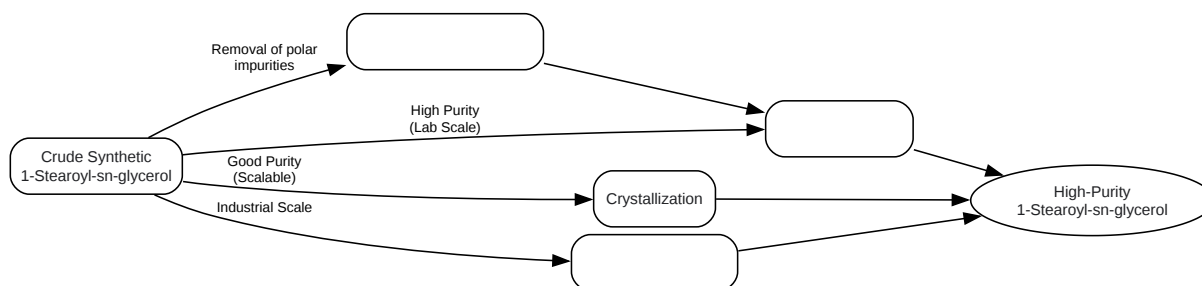 Removal of polar
impurities
High Purity
(Lab Scale)
Crude Synthetic
1-Stearoyl-sn-glycerol
Good Purity
(Scalable)
Industrial Scale
Crystallization
High-Purity
1-Stearoyl-sn-glycerol